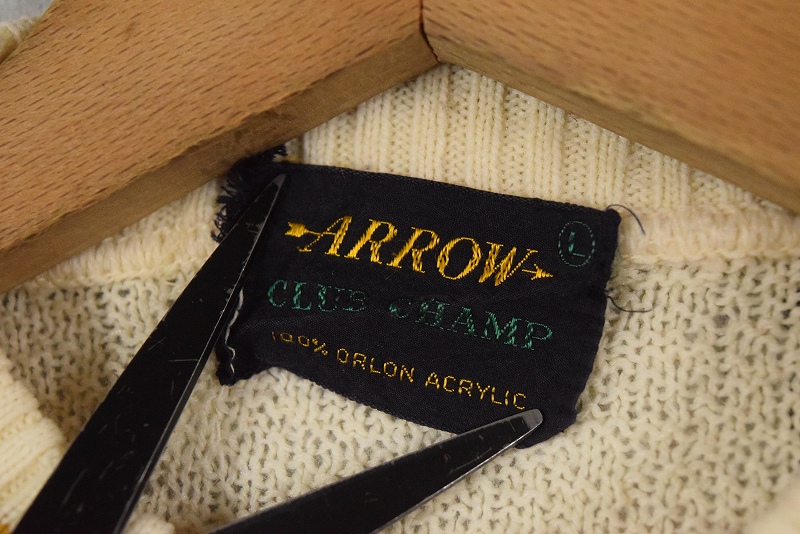 ARROW
L
CLUB CHAMP
100% ORLON ACRYLIC